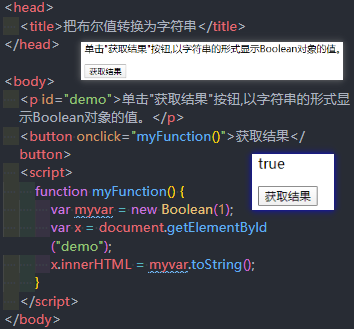 <head>
<title>把布尔值转换为字符串</title>
</head>
单击"获取结果"按钮,以字符串的形式显示Boolean对象的值。
获取结果
<body>
<p id="demo">单击"获取结果"按钮,以字符串的形式显
示Boolean对象的值。</p>
<button onclick="myFunction()">获取结果</
button>
<script>
true
获取结果
function myFunction() {
var myvar = new Boolean(1);
var x = document.getElementById
("demo");
x.innerHTML = myvar.toString();
}
</script>
</body>